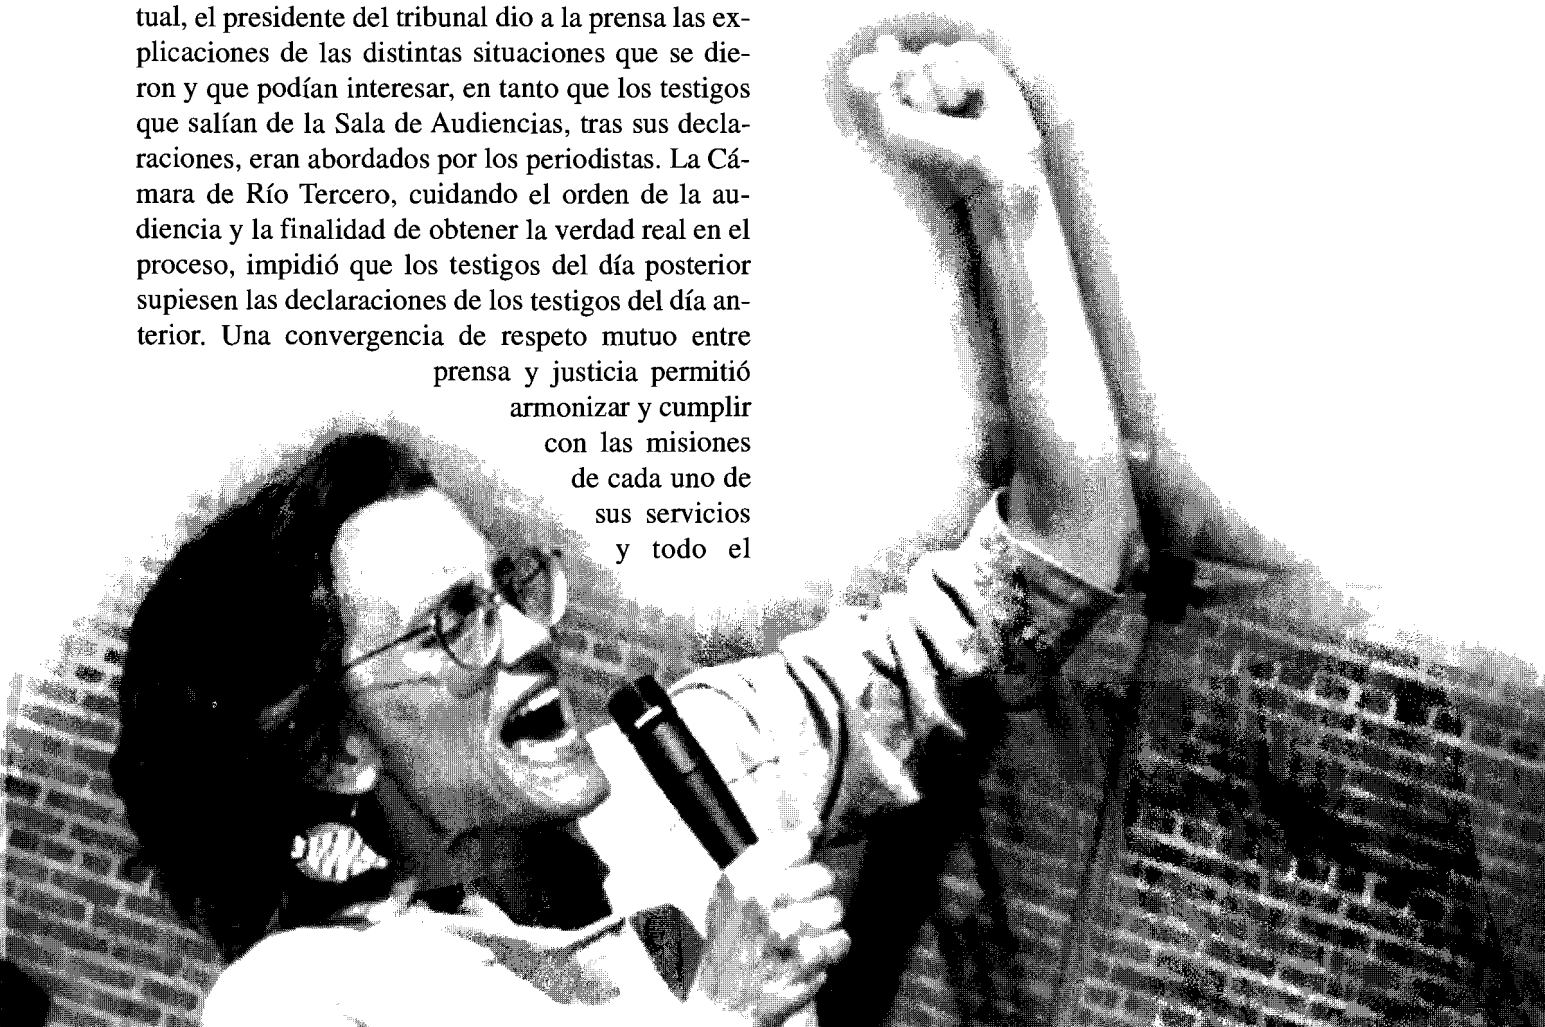 tual, el presidente del tribunal dio a la prensa las ex-
plicaciones de las distintas situaciones que se die-
ron y que podían interesar, en tanto que los testigos
que salían de la Sala de Audiencias, tras sus decla-
raciones, eran abordados por los periodistas. La Cá-
mara de Río Tercero, cuidando el orden de la au-
diencia y la finalidad de obtener la verdad real en el
proceso, impidió que los testigos del día posterior
supiesen las declaraciones de los testigos del día an-
terior. Una convergencia de respeto mutuo entre
prensa y justicia permitió
armonizar y cumplir
con las misiones
de cada uno de
sus servicios
y todo el